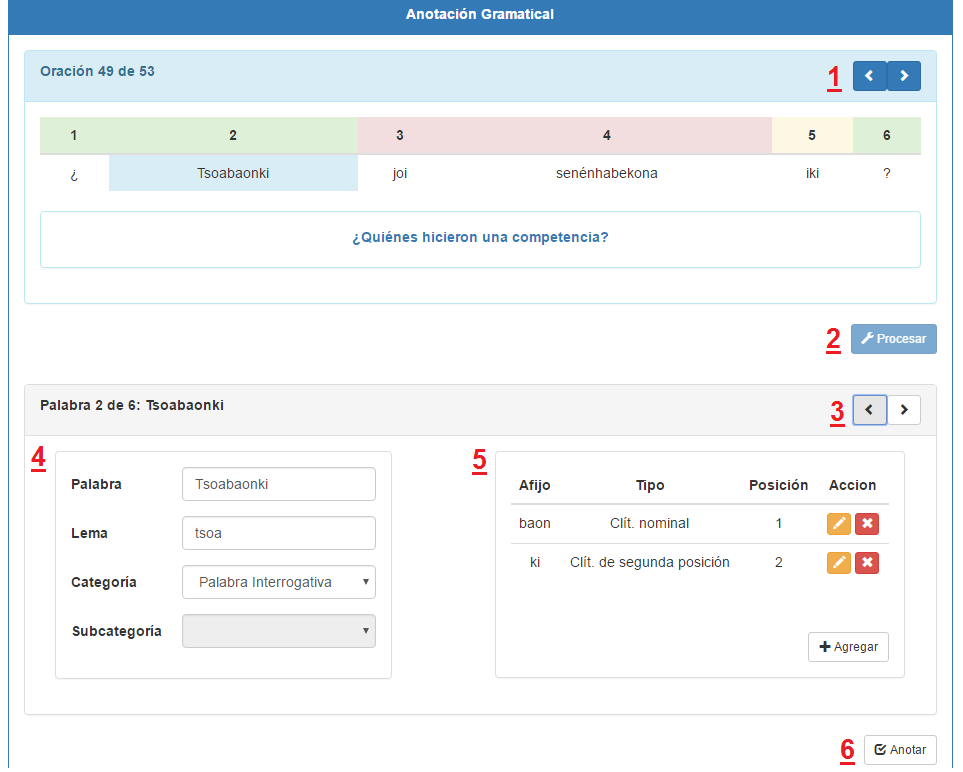 Anotación Gramatical
Oración 49 de 53
1
1 2 3 4 5 6
¿ Tsoabaonki joi senénhabekona iki ?
¿Quiénes hicieron una competencia?
2 Procesar
Palabra 2 de 6: Tsoabaonki
3
4
5
Palabra Tsoabaonki
Lema tsoa
Categoría Palabra Interrogativa
Subcategoría
Afijo Tipo Posición Accion
baon Clít. nominal 1
ki Clít. de segunda posición 2
Agregar
6 Anotar